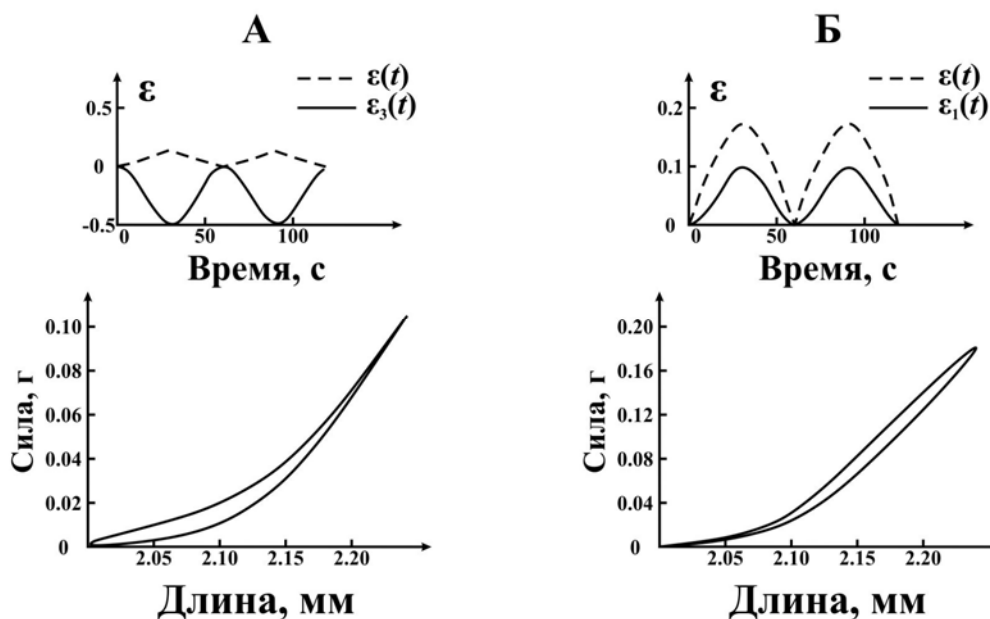 А
ε
0.5
0
-0.5
ε(t)
ε₃(t)
0
50
100
Время, с
Сила, г
0.10
0.08
0.06
0.04
0.02
0
2.05
2.10
2.15
2.20
Длина, мм
Б
ε
0.2
0.1
0
ε(t)
ε₁(t)
0
50
100
Время, с
Сила, г
0.20
0.16
0.12
0.08
0.04
0
2.05
2.10
2.15
2.20
Длина, мм